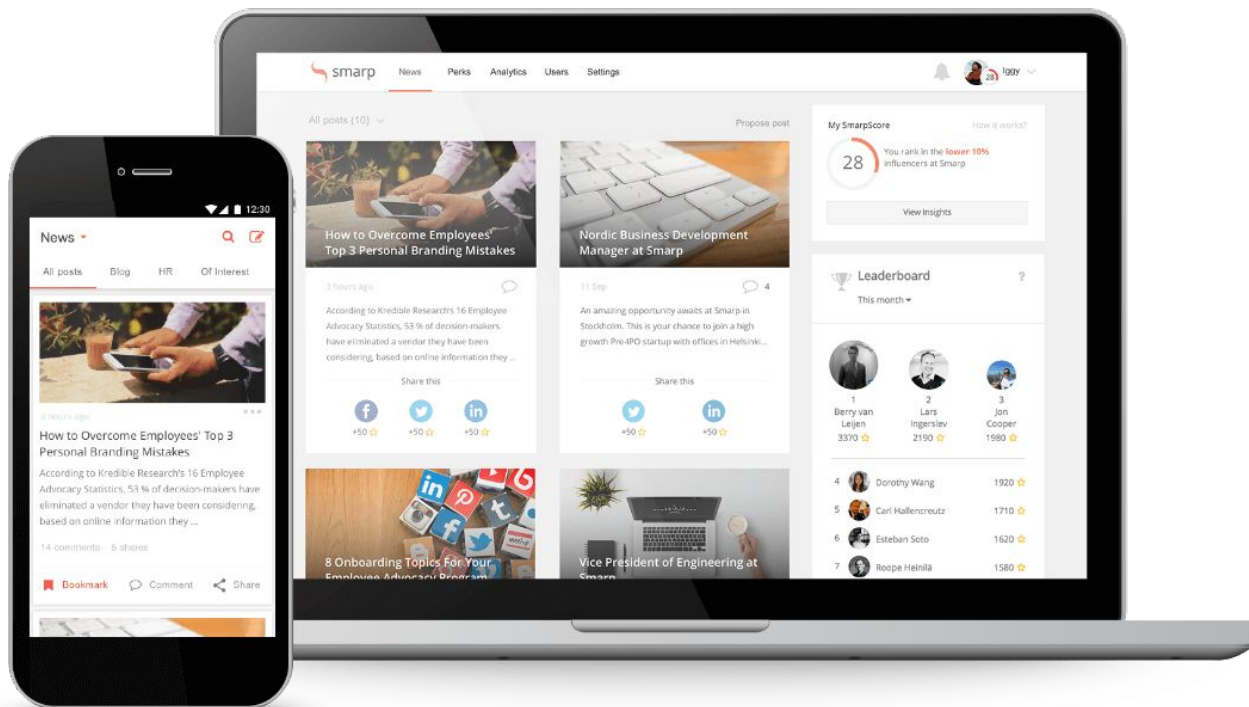 smarp
News Perks Analytics Users Settings
28
Iggy
All posts (10)
Propose post
How to Overcome Employees'
Top 3 Personal Branding Mistakes
3 hours ago
According to Kredible Research's 16 Employee
Advocacy Statistics, 53 % of decision-makers
have eliminated a vendor they have been
considering, based on online information they ...
Share this
+50 +50 +50
Nordic Business Development
Manager at Smarp
11 Sep
4
An amazing opportunity awaits at Smarp in
Stockholm. This is your chance to join a high
growth Pre-IPO startup with offices in Helsinki...
Share this
+50 +50
8 Onboarding Topics For Your
Employee Advocacy Program
Vice President of Engineering at
Smarp
My SmarpScore
How it works?
28
You rank in the lower 10%
influencers at Smarp
View Insights
Leaderboard
?
This month
1
Berry van
Leijen
3370
2
Lars
Ingerslev
2190
3
Jon
Cooper
1980
4 Dorothy Wang 1920
5 Carl Hallencreutz 1710
6 Esteban Soto 1620
7 Roope Heinilä 1580
12:30
News
All posts Blog HR Of Interest
3 hours ago
How to Overcome Employees' Top 3
Personal Branding Mistakes
According to Kredible Research's 16 Employee
Advocacy Statistics, 53 % of decision-makers have
eliminated a vendor they have been considering,
based on online information they ...
14 comments · 6 shares
Bookmark Comment Share